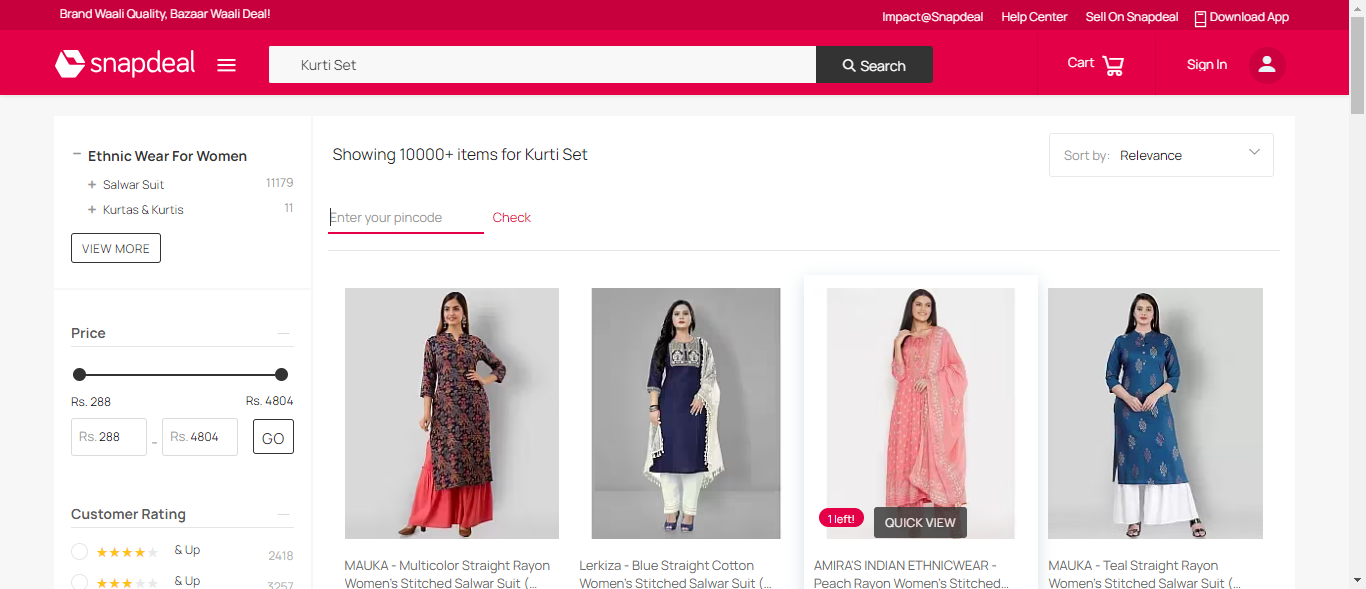 Brand Waali Quality, Bazaar Waali Deal!
Impact@Snapdeal Help Center Sell On Snapdeal Download App
snapdeal
Kurti Set
Search
Cart
Sign In
Ethnic Wear For Women
Salwar Suit 11179
Kurtas & Kurtis 11
VIEW MORE
Price
Rs. 288 Rs. 4804
Rs. 288 - Rs. 4804 GO
Customer Rating
& Up 2418
& Up 3257
Showing 10000+ items for Kurti Set
Sort by: Relevance
Enter your pincode Check
1 left! QUICK VIEW
MAUKA - Multicolor Straight Rayon
Women's Stitched Salwar Suit (...
Lerkiza - Blue Straight Cotton
Women's Stitched Salwar Suit (...
AMIRA'S INDIAN ETHNICWEAR -
Peach Rayon Women's Stitched...
MAUKA - Teal Straight Rayon
Women's Stitched Salwar Suit (...